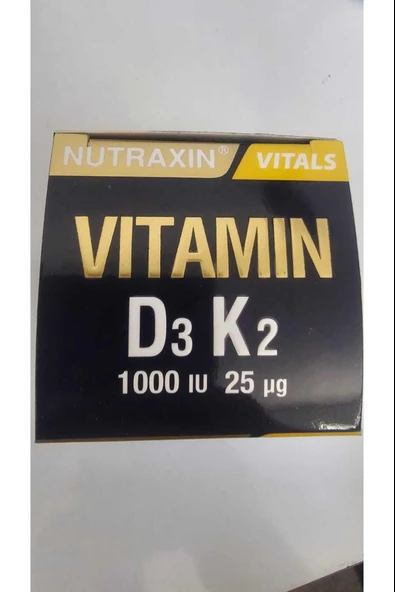 NUTRAXIN® VITALS
VITAMIN
D3 K2
1000 IU 25 µg